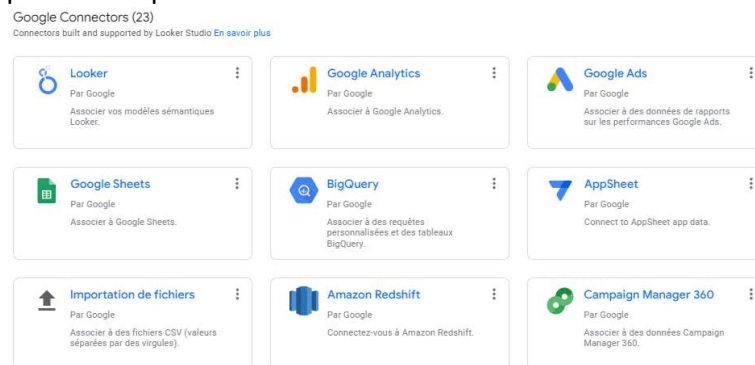 Google Connectors (23)
Connectors built and supported by Looker Studio En savoir plus
Looker
Par Google
Associer vos modèles sémantiques
Looker.
Google Analytics
Par Google
Associer à Google Analytics.
Google Ads
Par Google
Associer à des données de rapports
sur les performances Google Ads.
Google Sheets
Par Google
Associer à Google Sheets.
BigQuery
Par Google
Associer à des requêtes
personnalisées et des tableaux
BigQuery.
AppSheet
Par Google
Connect to AppSheet app data.
Importation de fichiers
Par Google
Associer à des fichiers CSV (valeurs
séparées par des virgules).
Amazon Redshift
Par Google
Connectez-vous à Amazon Redshift.
Campaign Manager 360
Par Google
Associer à des données Campaign
Manager 360.